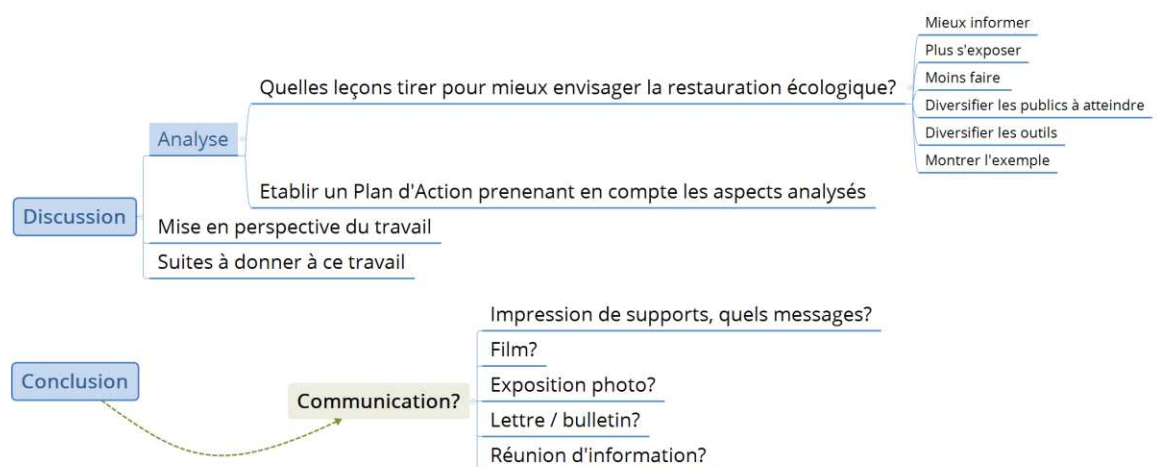 Discussion
Analyse
Quelles leçons tirer pour mieux envisager la restauration écologique?
Mieux informer
Plus s'exposer
Moins faire
Diversifier les publics à atteindre
Diversifier les outils
Montrer l'exemple
Etablir un Plan d'Action prenenant en compte les aspects analysés
Mise en perspective du travail
Suites à donner à ce travail
Conclusion
Communication?
Impression de supports, quels messages?
Film?
Exposition photo?
Lettre / bulletin?
Réunion d'information?